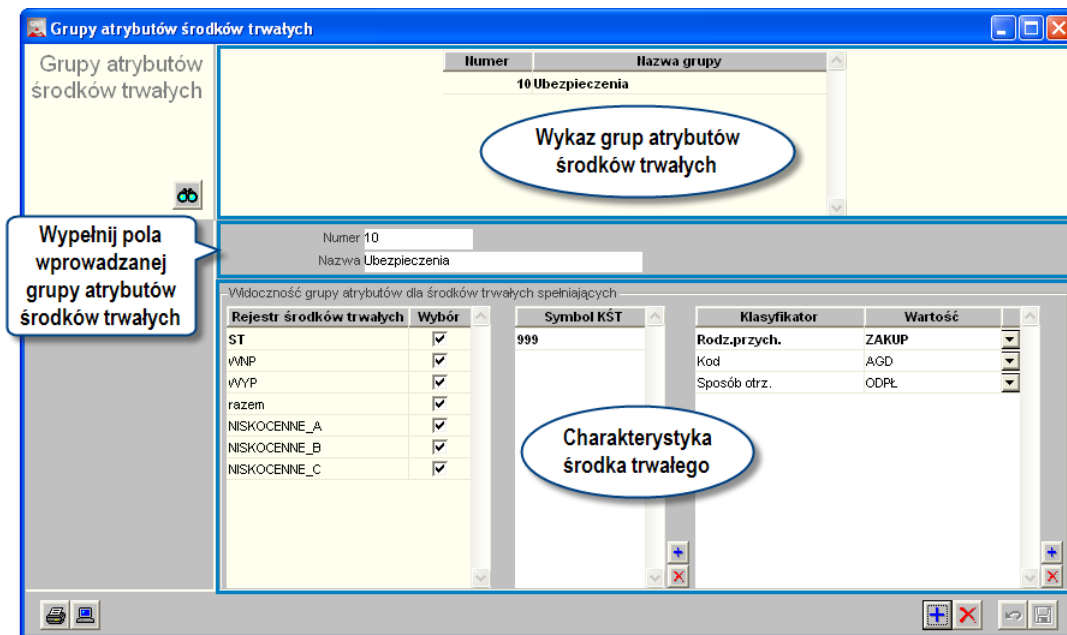 Grupy atrybutów środków trwałych
Grupy atrybutów
środków trwałych
Numer Nazwa grupy
10 Ubezpieczenia
Wykaz grup atrybutów
środków trwałych
Wypełnij pola
wprowadzanej
grupy atrybutów
środków trwałych
Numer 10
Nazwa Ubezpieczenia
Widoczność grupy atrybutów dla środków trwałych spełniających
Rejestr środków trwałych Wybór Symbol KŚT Klasyfikator Wartość
ST 999 Rodz.przych. ZAKUP
WNP Kod AGD
WYP Sposób otrz. ODPŁ
razem
NISKOCENNE_A
NISKOCENNE_B
NISKOCENNE_C
Charakterystyka
środka trwałego